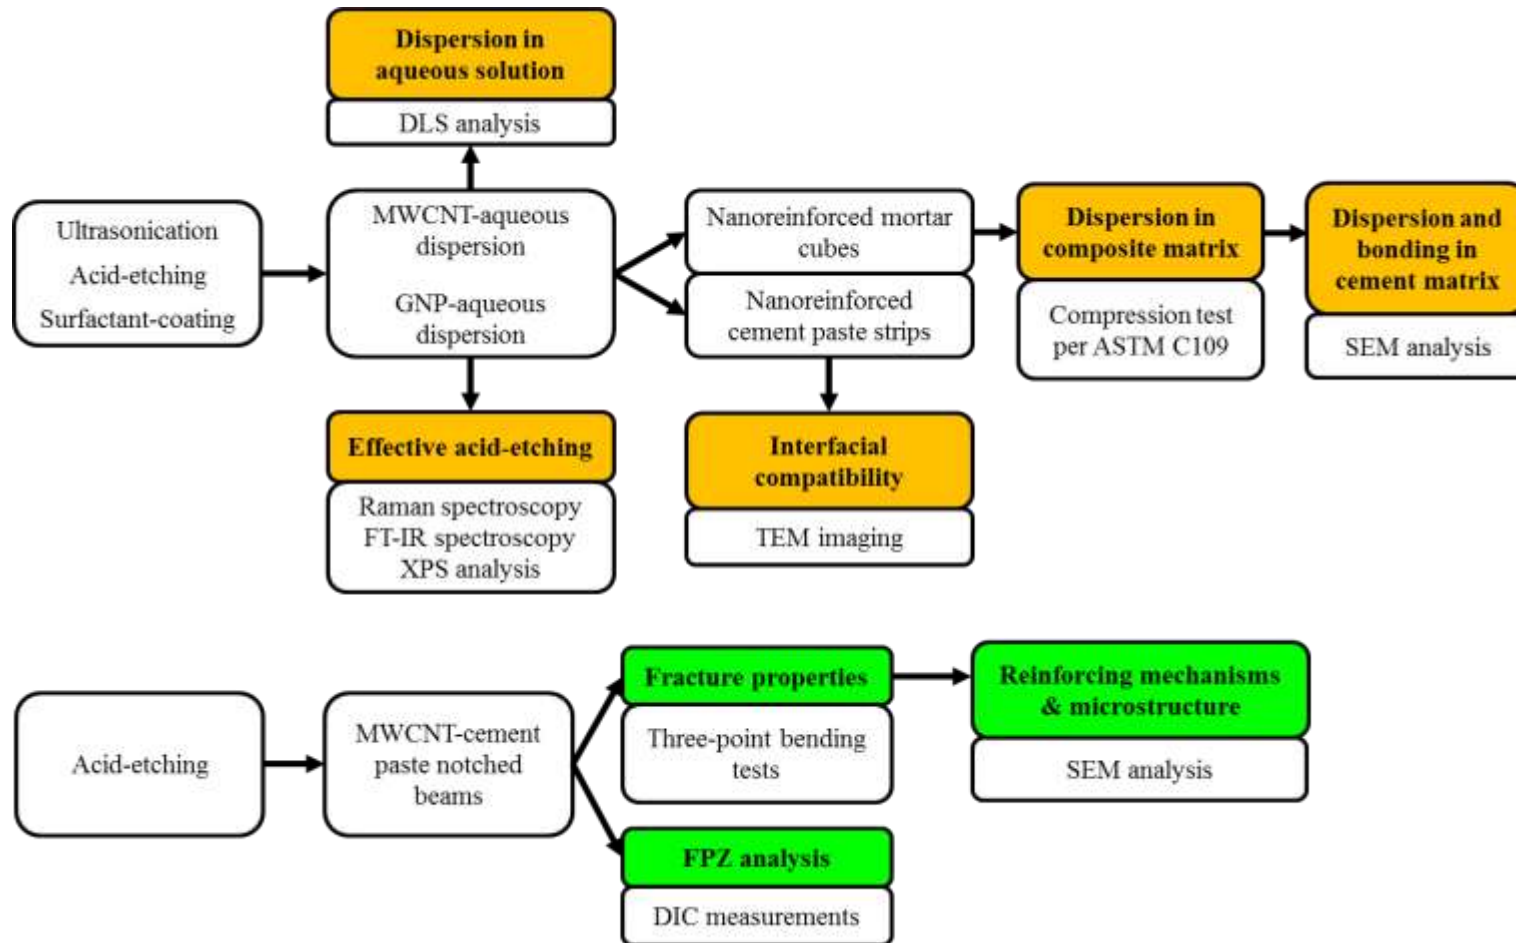 Dispersion in
aqueous solution
DLS analysis
Ultrasonication
Acid-etching
Surfactant-coating
MWCNT-aqueous
dispersion
GNP-aqueous
dispersion
Nanoreinforced mortar
cubes
Nanoreinforced
cement paste strips
Dispersion in
composite matrix
Compression test
per ASTM C109
Dispersion and
bonding in
cement matrix
SEM analysis
Effective acid-etching
Raman spectroscopy
FT-IR spectroscopy
XPS analysis
Interfacial
compatibility
TEM imaging
Acid-etching
MWCNT-cement
paste notched
beams
Fracture properties
Three-point bending
tests
Reinforcing mechanisms
& microstructure
SEM analysis
FPZ analysis
DIC measurements